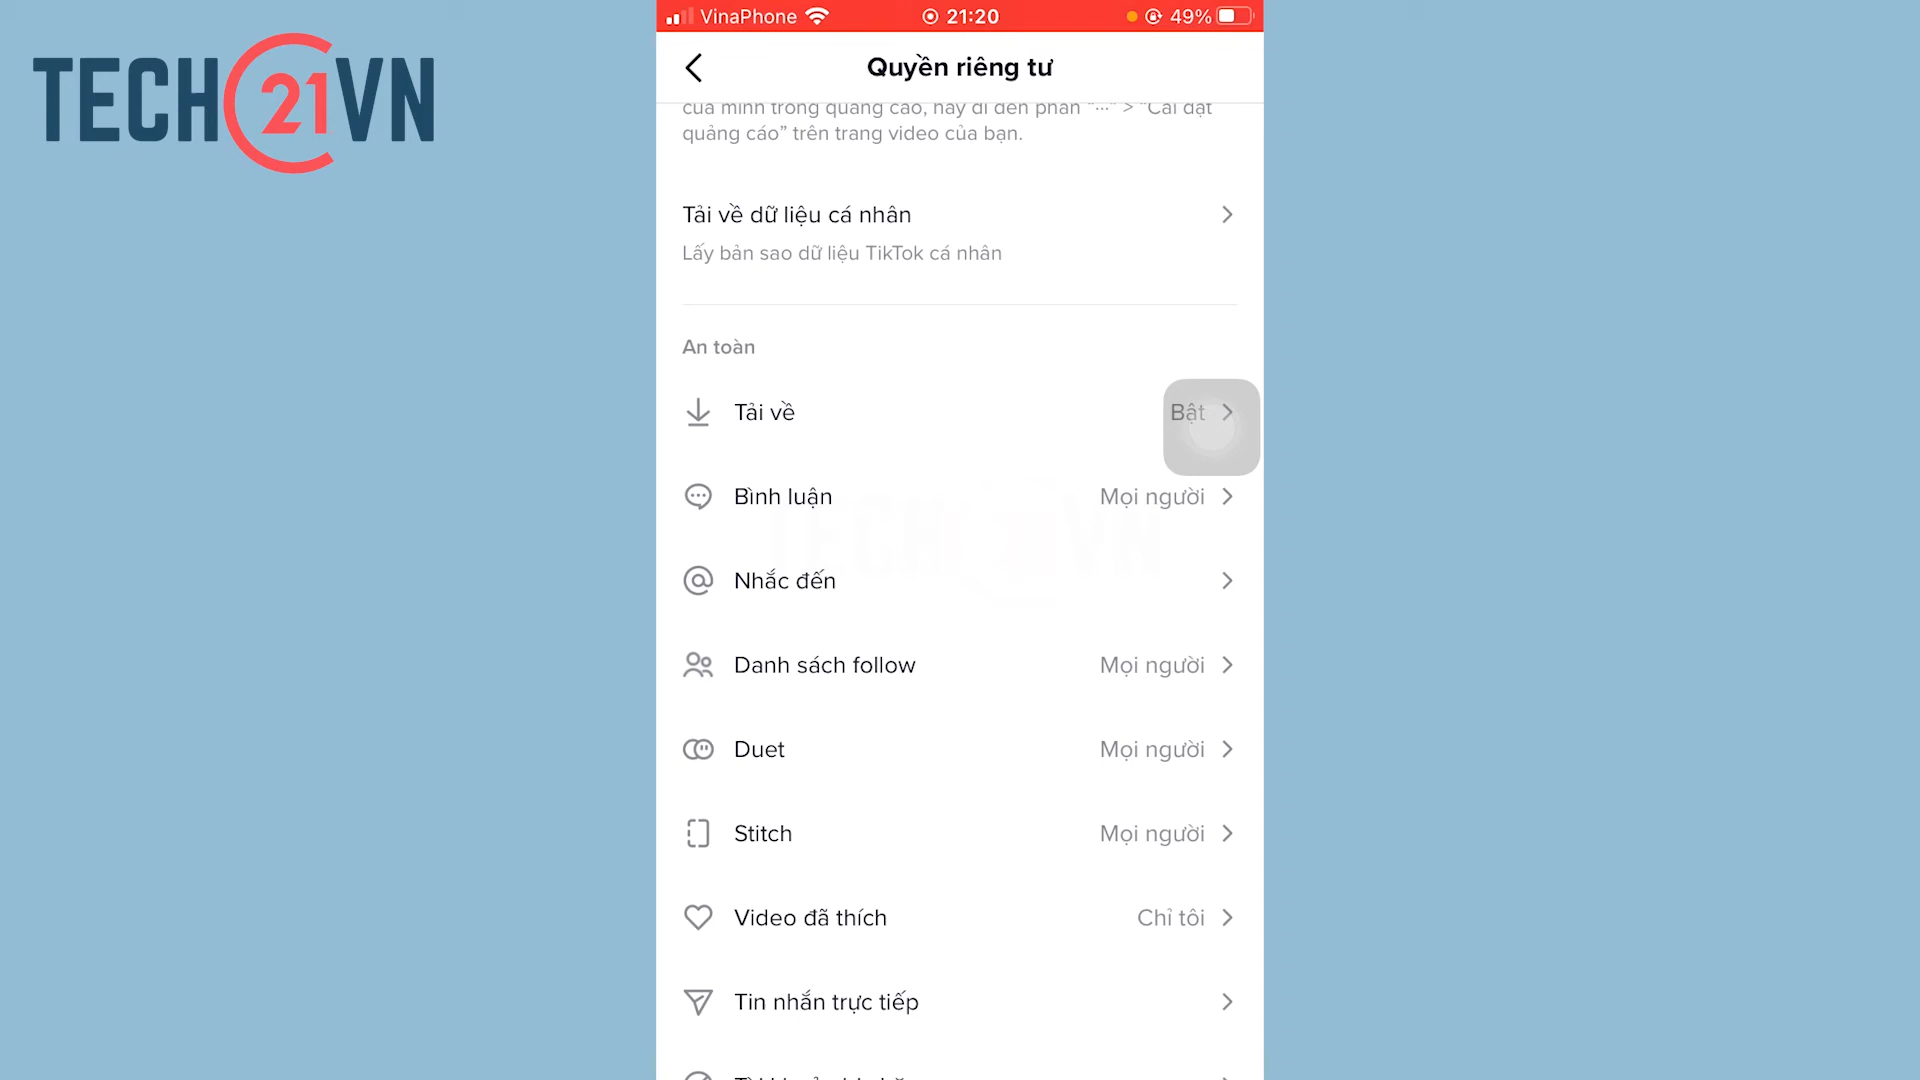 TECH21VN
VinaPhone 21:20 49%
Quyền riêng tư
của mình trong quảng cáo, hãy đi đến phần "..." > "Cài đặt
quảng cáo” trên trang video của bạn.
Tải về dữ liệu cá nhân
Lấy bản sao dữ liệu TikTok cá nhân
An toàn
Tải về Bật
Bình luận Mọi người
TECH VN
Nhắc đến
Danh sách follow Mọi người
Duet Mọi người
Stitch Mọi người
Video đã thích Chỉ tôi
Tin nhắn trực tiếp